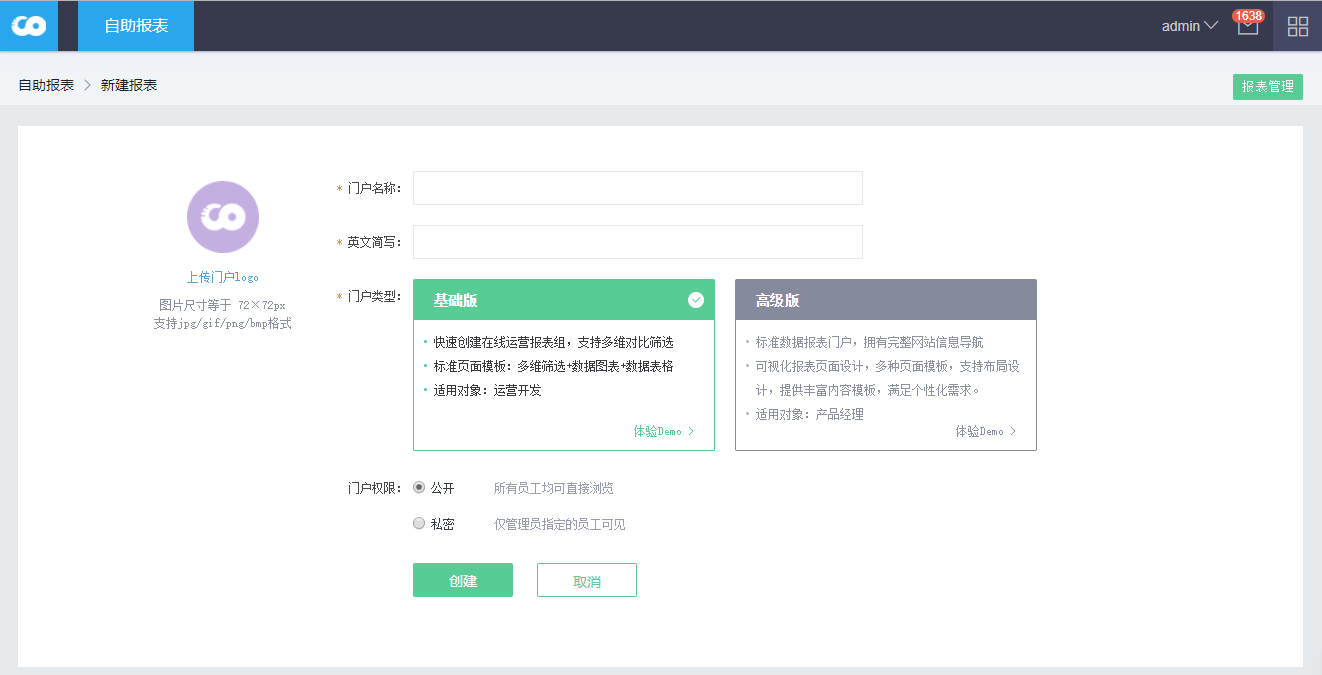 CO
自助报表
admin
1638
自助报表 > 新建报表
报表管理
CO
上传门户logo
图片尺寸等于 72×72px
支持jpg/gif/png/bmp格式
* 门户名称：
* 英文简写：
* 门户类型：
基础版
• 快速创建在线运营报表组，支持多维对比筛选
• 标准页面模板：多维筛选+数据图表+数据表格
• 适用对象：运营开发
体验Demo >
高级版
• 标准数据报表门户，拥有完整网站信息导航
• 可视化报表页面设计，多种页面模板，支持布局设
计，提供丰富内容模板，满足个性化需求。
• 适用对象：产品经理
体验Demo >
门户权限：
公开 所有员工均可直接浏览
私密 仅管理员指定的员工可见
创建
取消